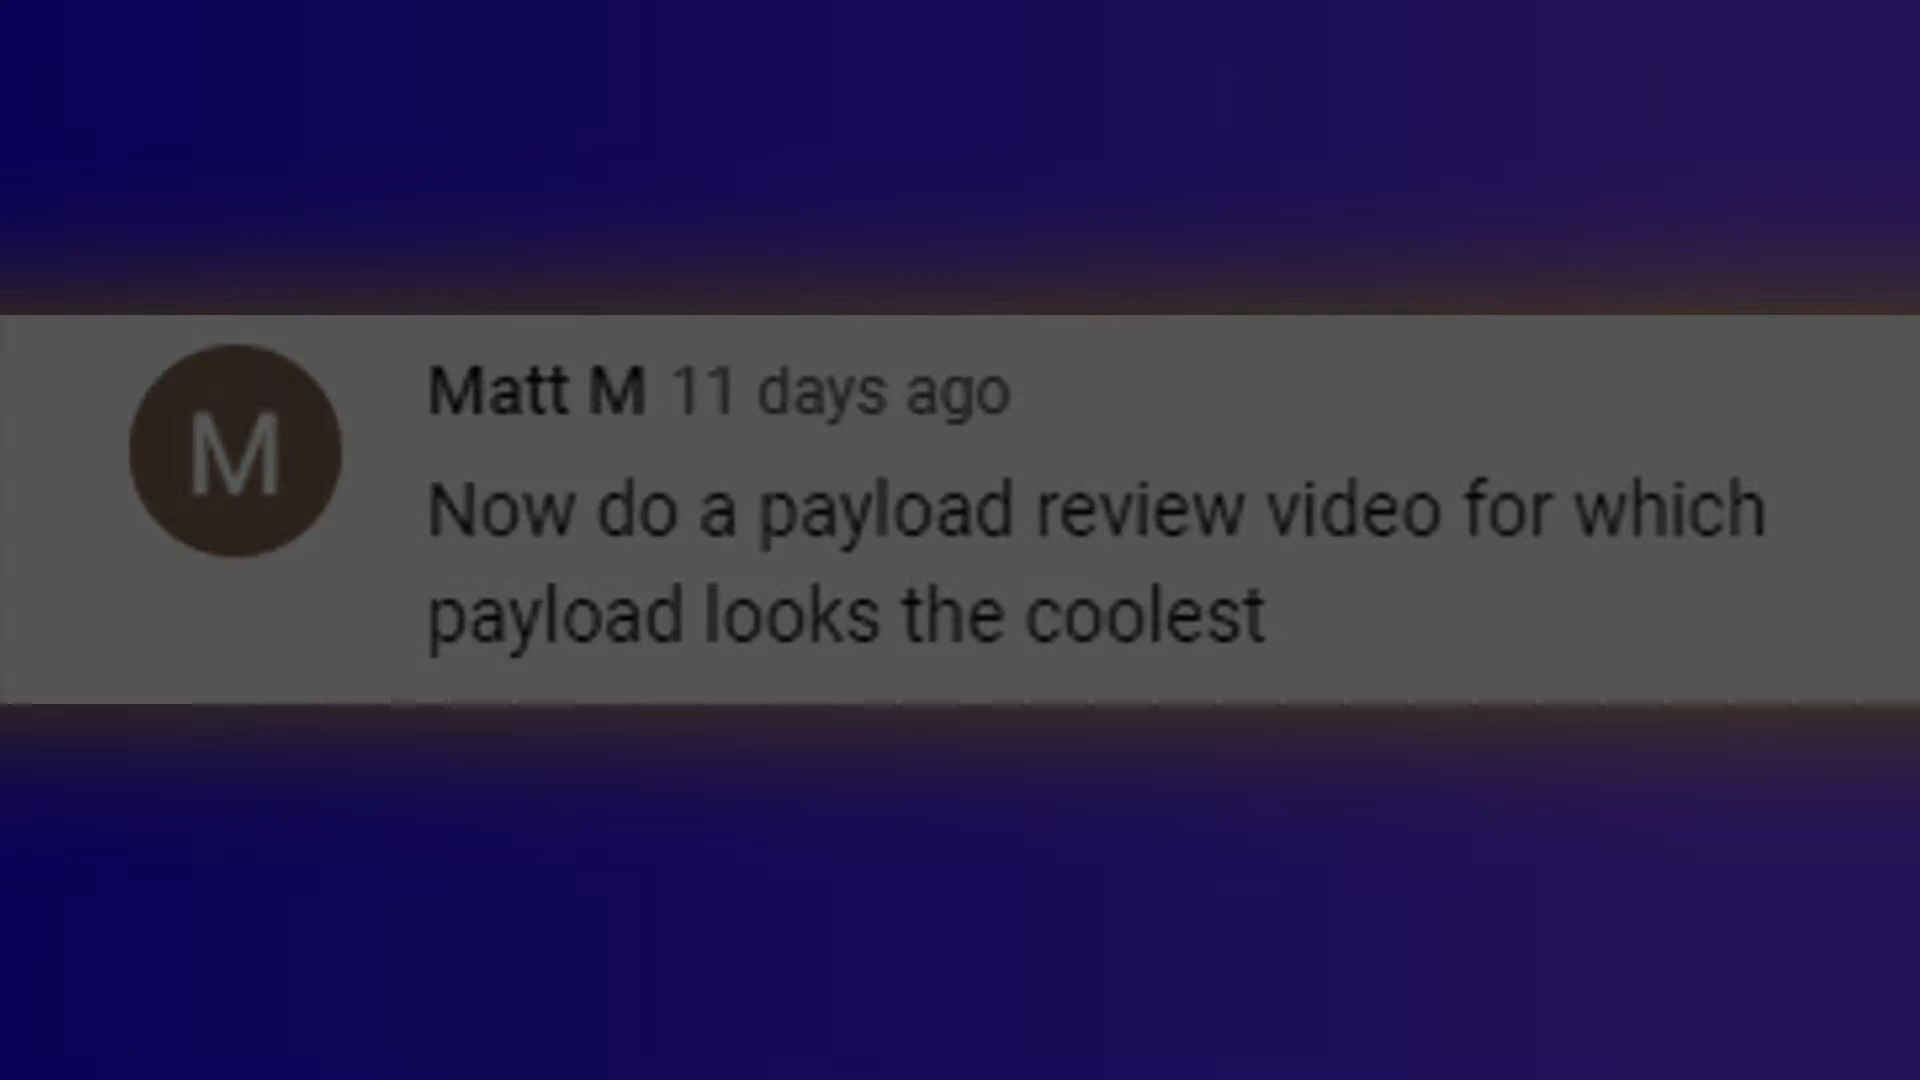 M
Matt M 11 days ago
Now do a payload review video for which
payload looks the coolest